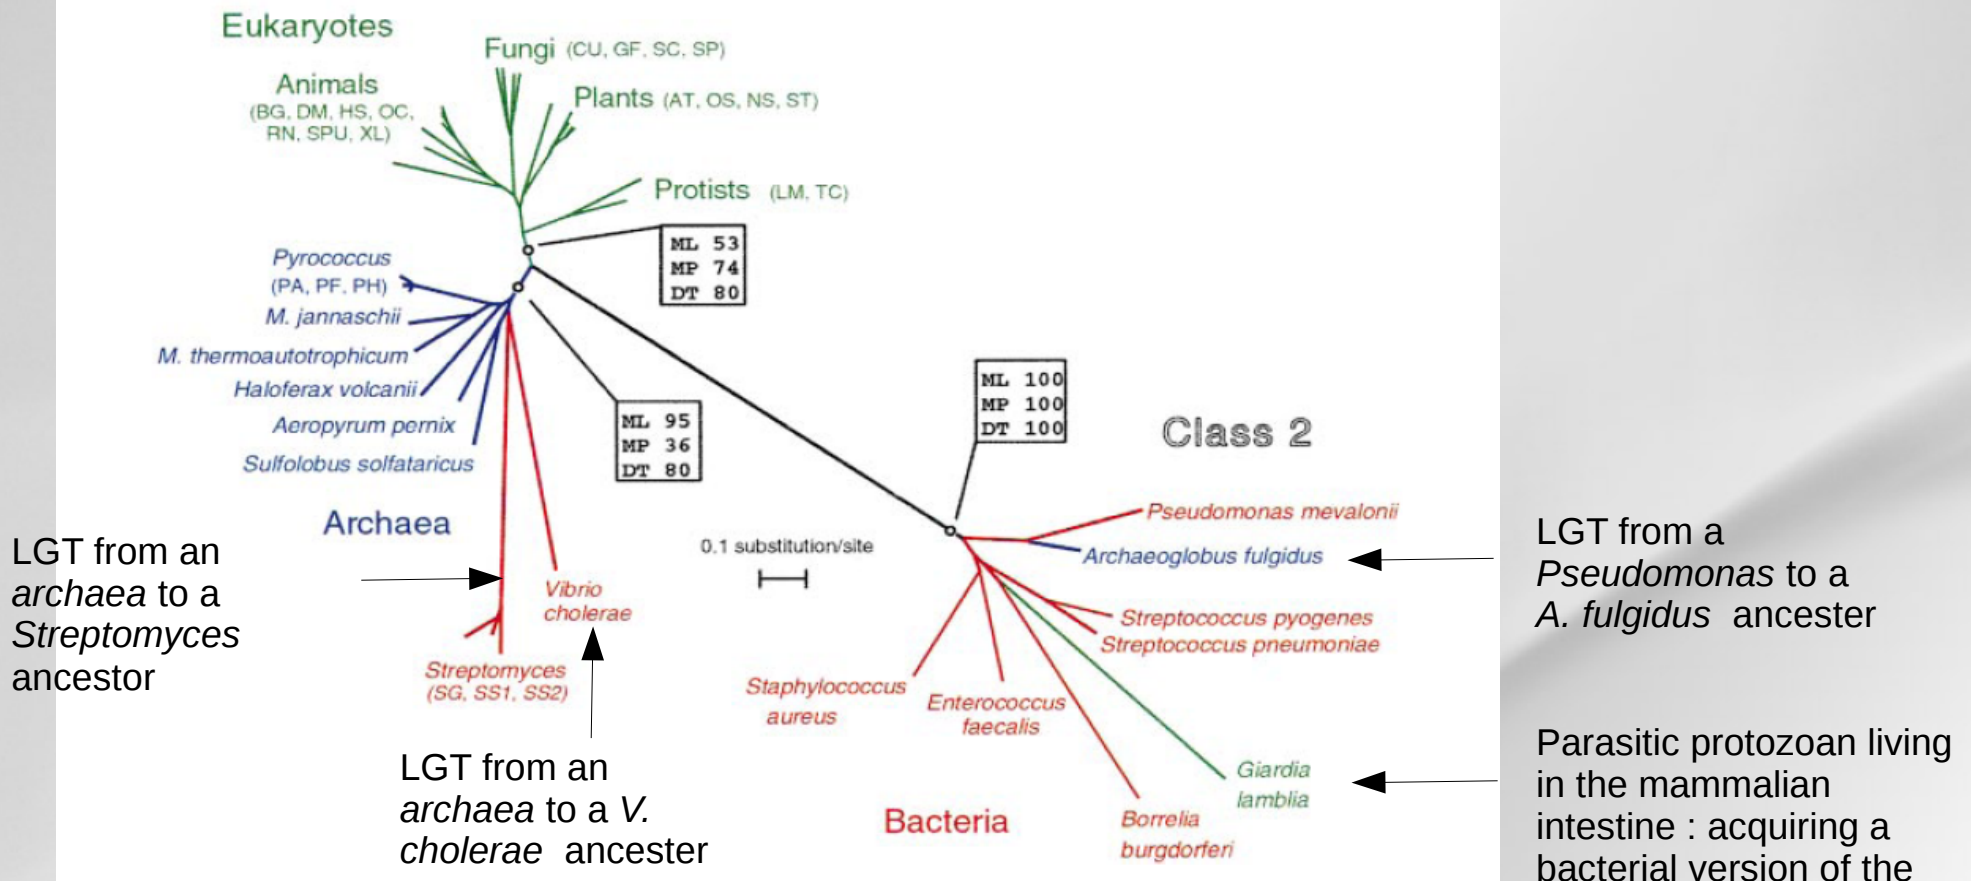 Eukaryotes
Fungi (CU, GF, SC, SP)
Animals
(BG, DM, HS, OC,
RN, SPU, XL)
Plants (AT, OS, NS, ST)
Protists (LM, TC)
ML 53
MP 74
DT 80
Pyrococcus
(PA, PF, PH)
M. jannaschii
M. thermoautotrophicum
Haloferax volcanii
Aeropyrum pernix
Sulfolobus solfataricus
Archaea
ML 95
MP 36
DT 80
ML 100
MP 100
DT 100
Class 2
0.1 substitution/site
Pseudomonas mevalonii
Archaeoglobus fulgidus
Streptococcus pyogenes
Streptococcus pneumoniae
Staphylococcus
aureus
Enterococcus
faecalis
Giardia
lamblia
Borrelia
burgdorferi
Bacteria
Vibrio
cholerae
Streptomyces
(SG, SS1, SS2)
LGT from an
archaea to a
Streptomyces
ancestor
LGT from an
archaea to a V.
cholerae ancester
LGT from a
Pseudomonas to a
A. fulgidus ancester
Parasitic protozoan living
in the mammalian
intestine : acquiring a
bacterial version of the